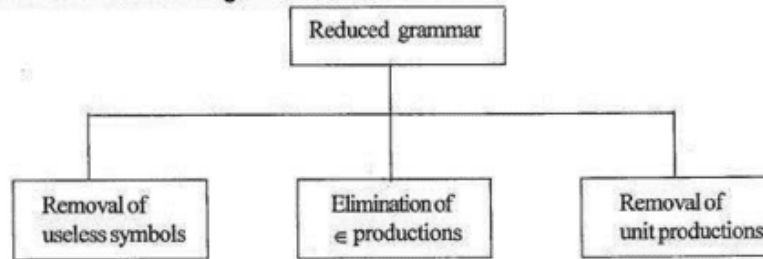 Reduced grammar
Removal of
useless symbols
Elimination of
∈ productions
Removal of
unit productions